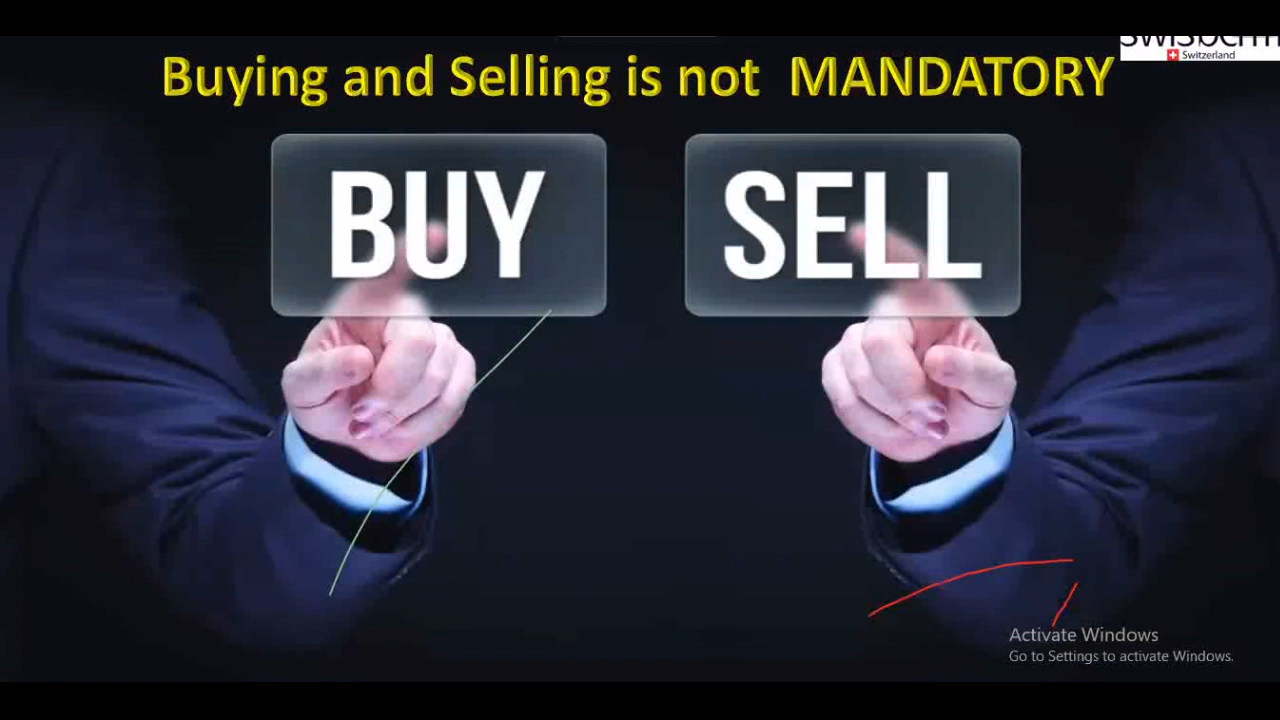 Buying and Selling is not MANDATORY
Switzerland
BUY
SELL
Activate Windows
Go to Settings to activate Windows.